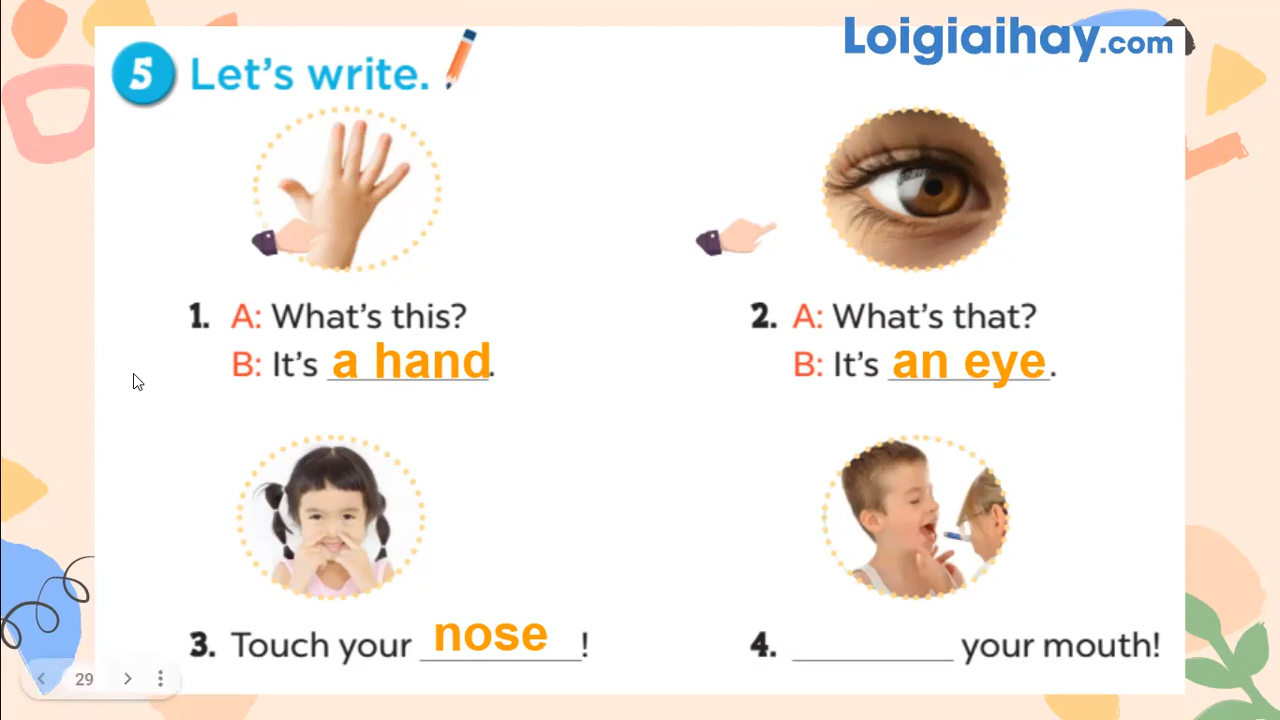 Loigiaihay.com
5 Let's write.
1. A: What's this?
B: It's a hand.
2. A: What's that?
B: It's an eye.
3. Touch your nose!
4. __________ your mouth!
29